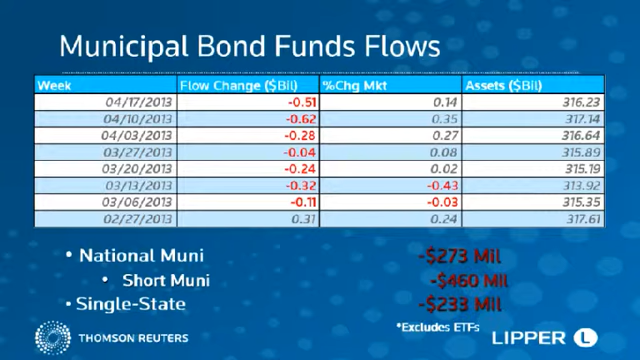 Municipal Bond Funds Flows
Week Flow Change ($Bil) %Chg Mkt Assets ($Bil)
04/17/2013 -0.51 0.14 316.23
04/10/2013 -0.62 0.35 317.14
04/03/2013 -0.28 0.27 316.64
03/27/2013 -0.04 0.08 315.89
03/20/2013 -0.24 0.02 315.19
03/13/2013 -0.32 -0.43 313.92
03/06/2013 -0.11 -0.03 315.35
02/27/2013 0.31 0.24 317.61
• National Muni -$273 Mil
• Short Muni -$460 Mil
• Single-State -$233 Mil
*Excludes ETFs
THOMSON REUTERS LIPPER L